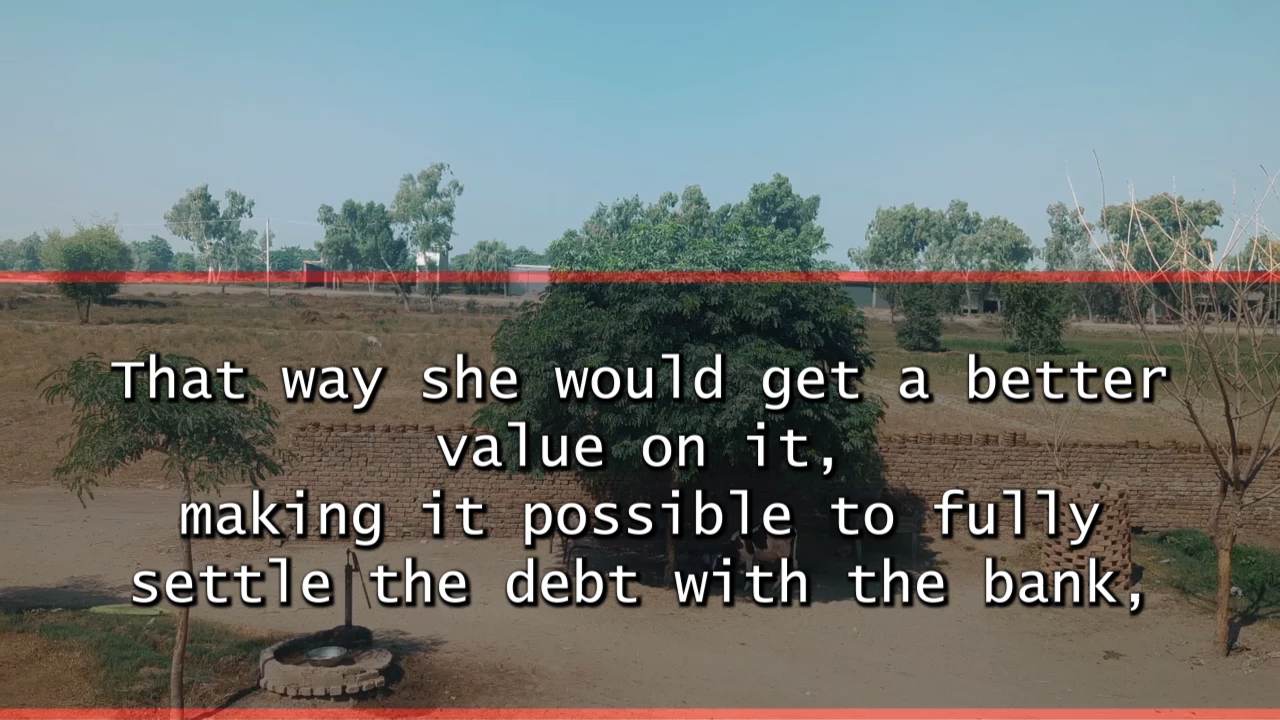 That way she would get a better
value on it,
making it possible to fully
settle the debt with the bank,